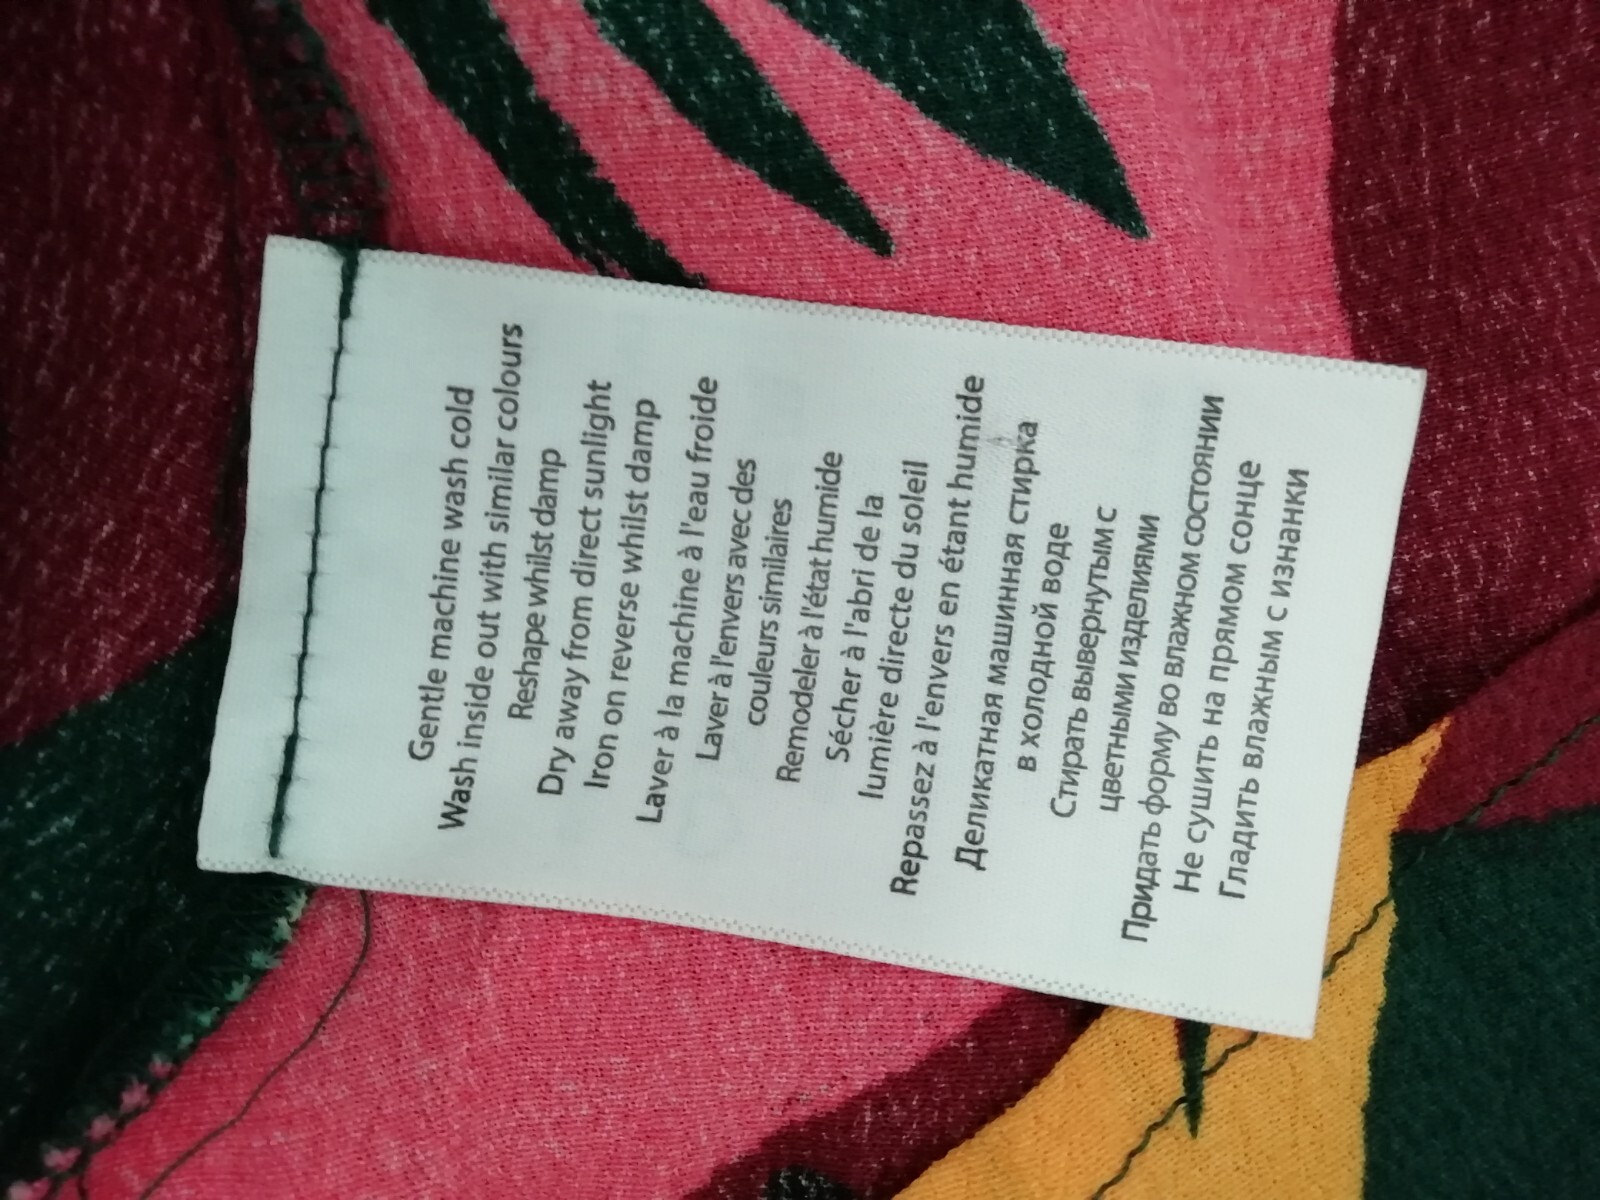 Gentle machine wash cold
Wash inside out with similar colours
Reshape whilst damp
Dry away from direct sunlight
Iron on reverse whilst damp
Laver à la machine à l'eau froide
Laver à l'envers avec des
couleurs similaires
Remodeler à l'état humide
Sécher à l'abri de la
lumière directe du soleil
Repassez à l'envers en étant humide
Деликатная машинная стирка
в холодной воде
Стирать вывернутым с
цветными изделиями
Придать форму во влажном состоянии
Не сушить на прямом сонце
Гладить влажным с изнанки